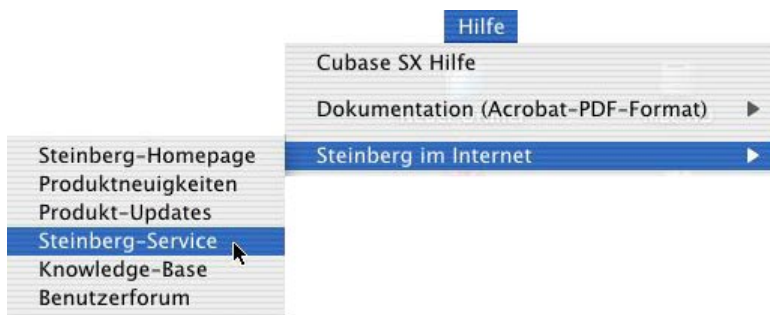 Hilfe
Cubase SX Hilfe
Dokumentation (Acrobat-PDF-Format)
Steinberg im Internet
Steinberg-Homepage
Produktneuigkeiten
Produkt-Updates
Steinberg-Service
Knowledge-Base
Benutzerforum